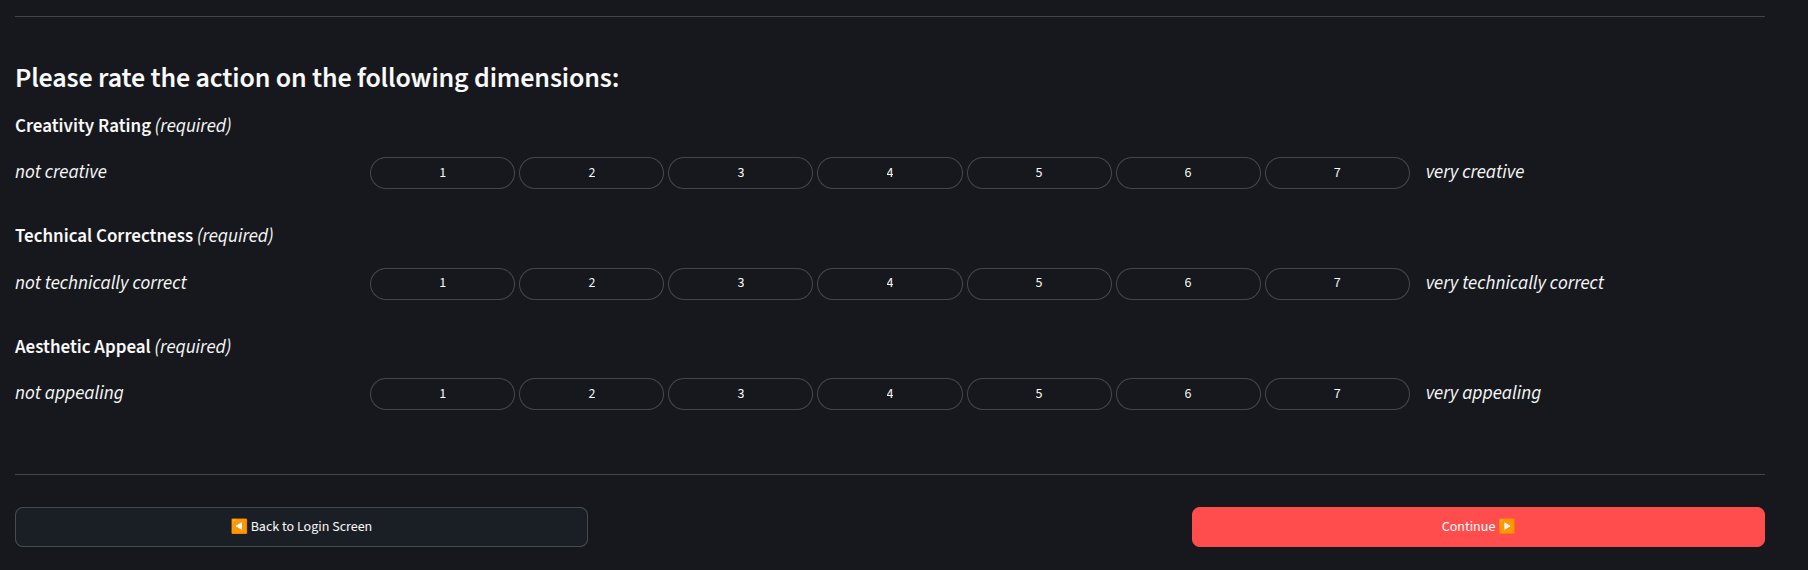 Please rate the action on the following dimensions:
Creativity Rating (required)
not creative 1 2 3 4 5 6 7 very creative
Technical Correctness (required)
not technically correct 1 2 3 4 5 6 7 very technically correct
Aesthetic Appeal (required)
not appealing 1 2 3 4 5 6 7 very appealing
◀️ Back to Login Screen Continue ▶️